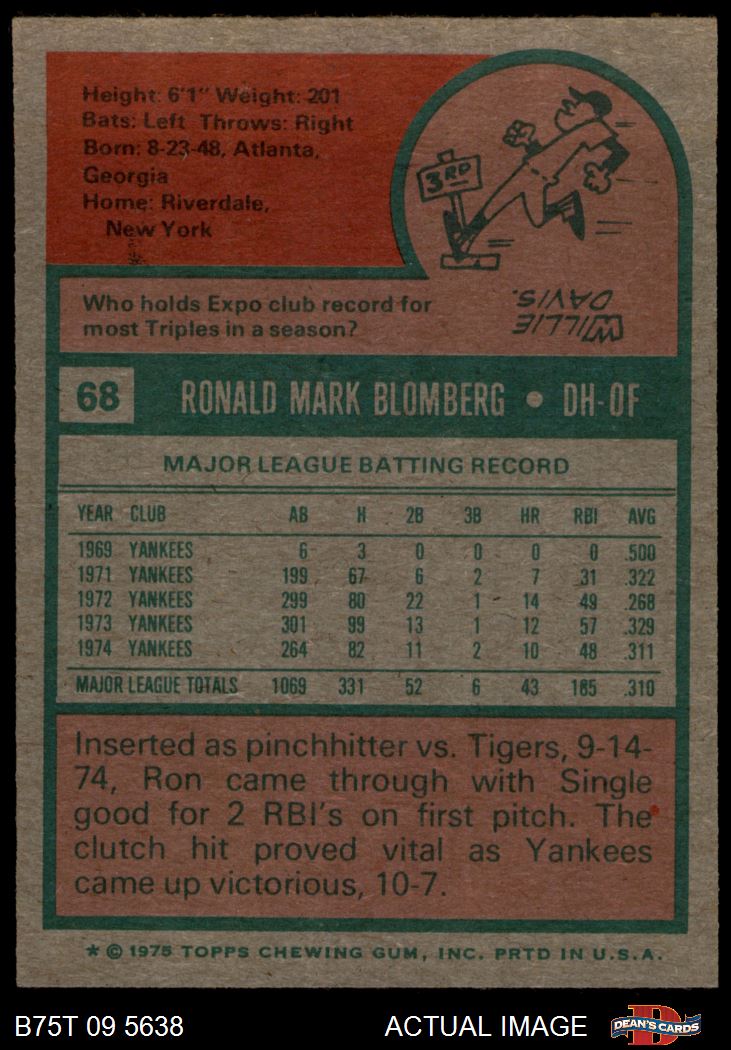 Height: 6'1" Weight: 201
Bats: Left Throws: Right
Born: 8-23-48, Atlanta,
Georgia
Home: Riverdale,
New York
3RD
Who holds Expo club record for
most Triples in a season?
WILLIE
DAVIS.
68 RONALD MARK BLOMBERG • DH-OF
MAJOR LEAGUE BATTING RECORD
YEAR CLUB AB H 2B 3B HR RBI AVG
1969 YANKEES 6 3 0 0 0 0 .500
1971 YANKEES 199 67 6 2 7 31 .322
1972 YANKEES 299 80 22 1 14 49 .268
1973 YANKEES 301 99 13 1 12 57 .329
1974 YANKEES 264 82 11 2 10 48 .311
MAJOR LEAGUE TOTALS 1069 331 52 6 43 185 .310
Inserted as pinchhitter vs. Tigers, 9-14-
74, Ron came through with Single
good for 2 RBI's on first pitch. The
clutch hit proved vital as Yankees
came up victorious, 10-7.
* © 1975 TOPPS CHEWING GUM, INC. PRTD IN U.S.A.
B75T 09 5638 ACTUAL IMAGE D DEAN'S CARDS